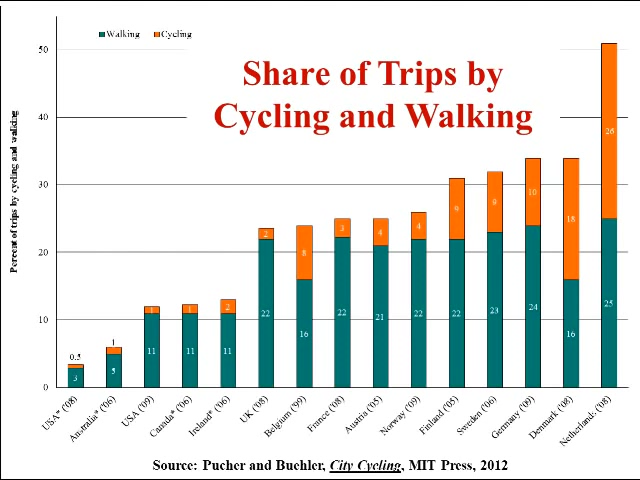 Walking Cycling
Share of Trips by
Cycling and Walking
Percent of trips by cycling and walking
50
40
30
20
10
0
0.5
3
1
5
1
11
1
11
2
11
2
22
8
16
3
22
4
21
4
22
9
22
9
23
10
24
18
16
26
25
USA* ('08)
Australia* ('06)
USA ('09)
Canada* ('06)
Ireland* ('06)
UK ('08)
Belgium ('99)
France ('08)
Austria ('05)
Norway ('09)
Finland ('05)
Sweden ('06)
Germany ('09)
Denmark ('08)
Netherlands ('08)
Source: Pucher and Buehler, City Cycling, MIT Press, 2012